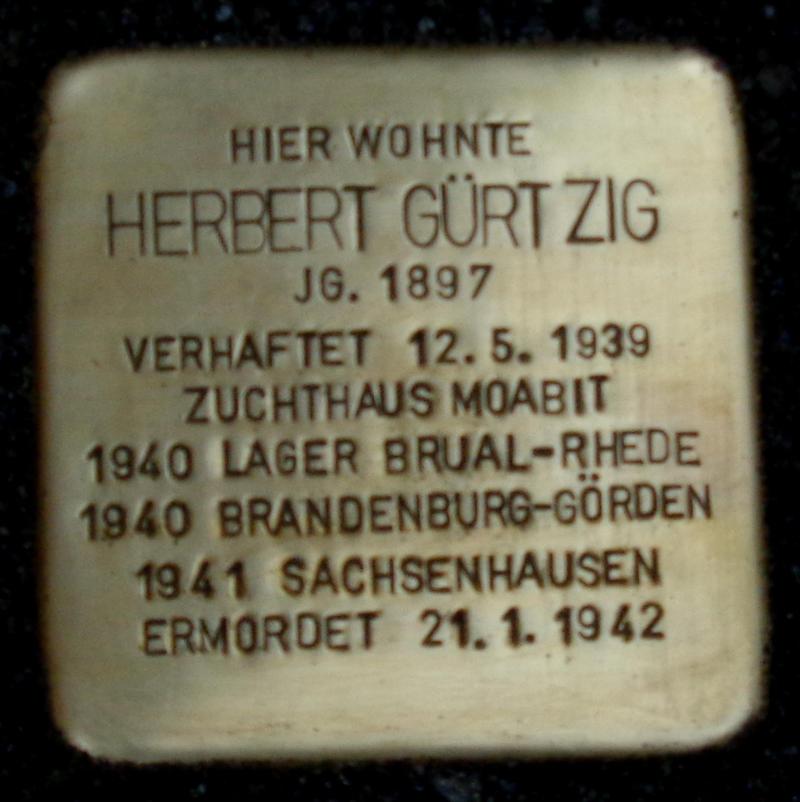 HIER WOHNTE
HERBERT GÜRTZIG
JG. 1897
VERHAFTET 12.5.1939
ZUCHTHAUS MOABIT
1940 LAGER BRUAL-RHEDE
1940 BRANDENBURG-GÖRDEN
1941 SACHSENHAUSEN
ERMORDET 21.1.1942